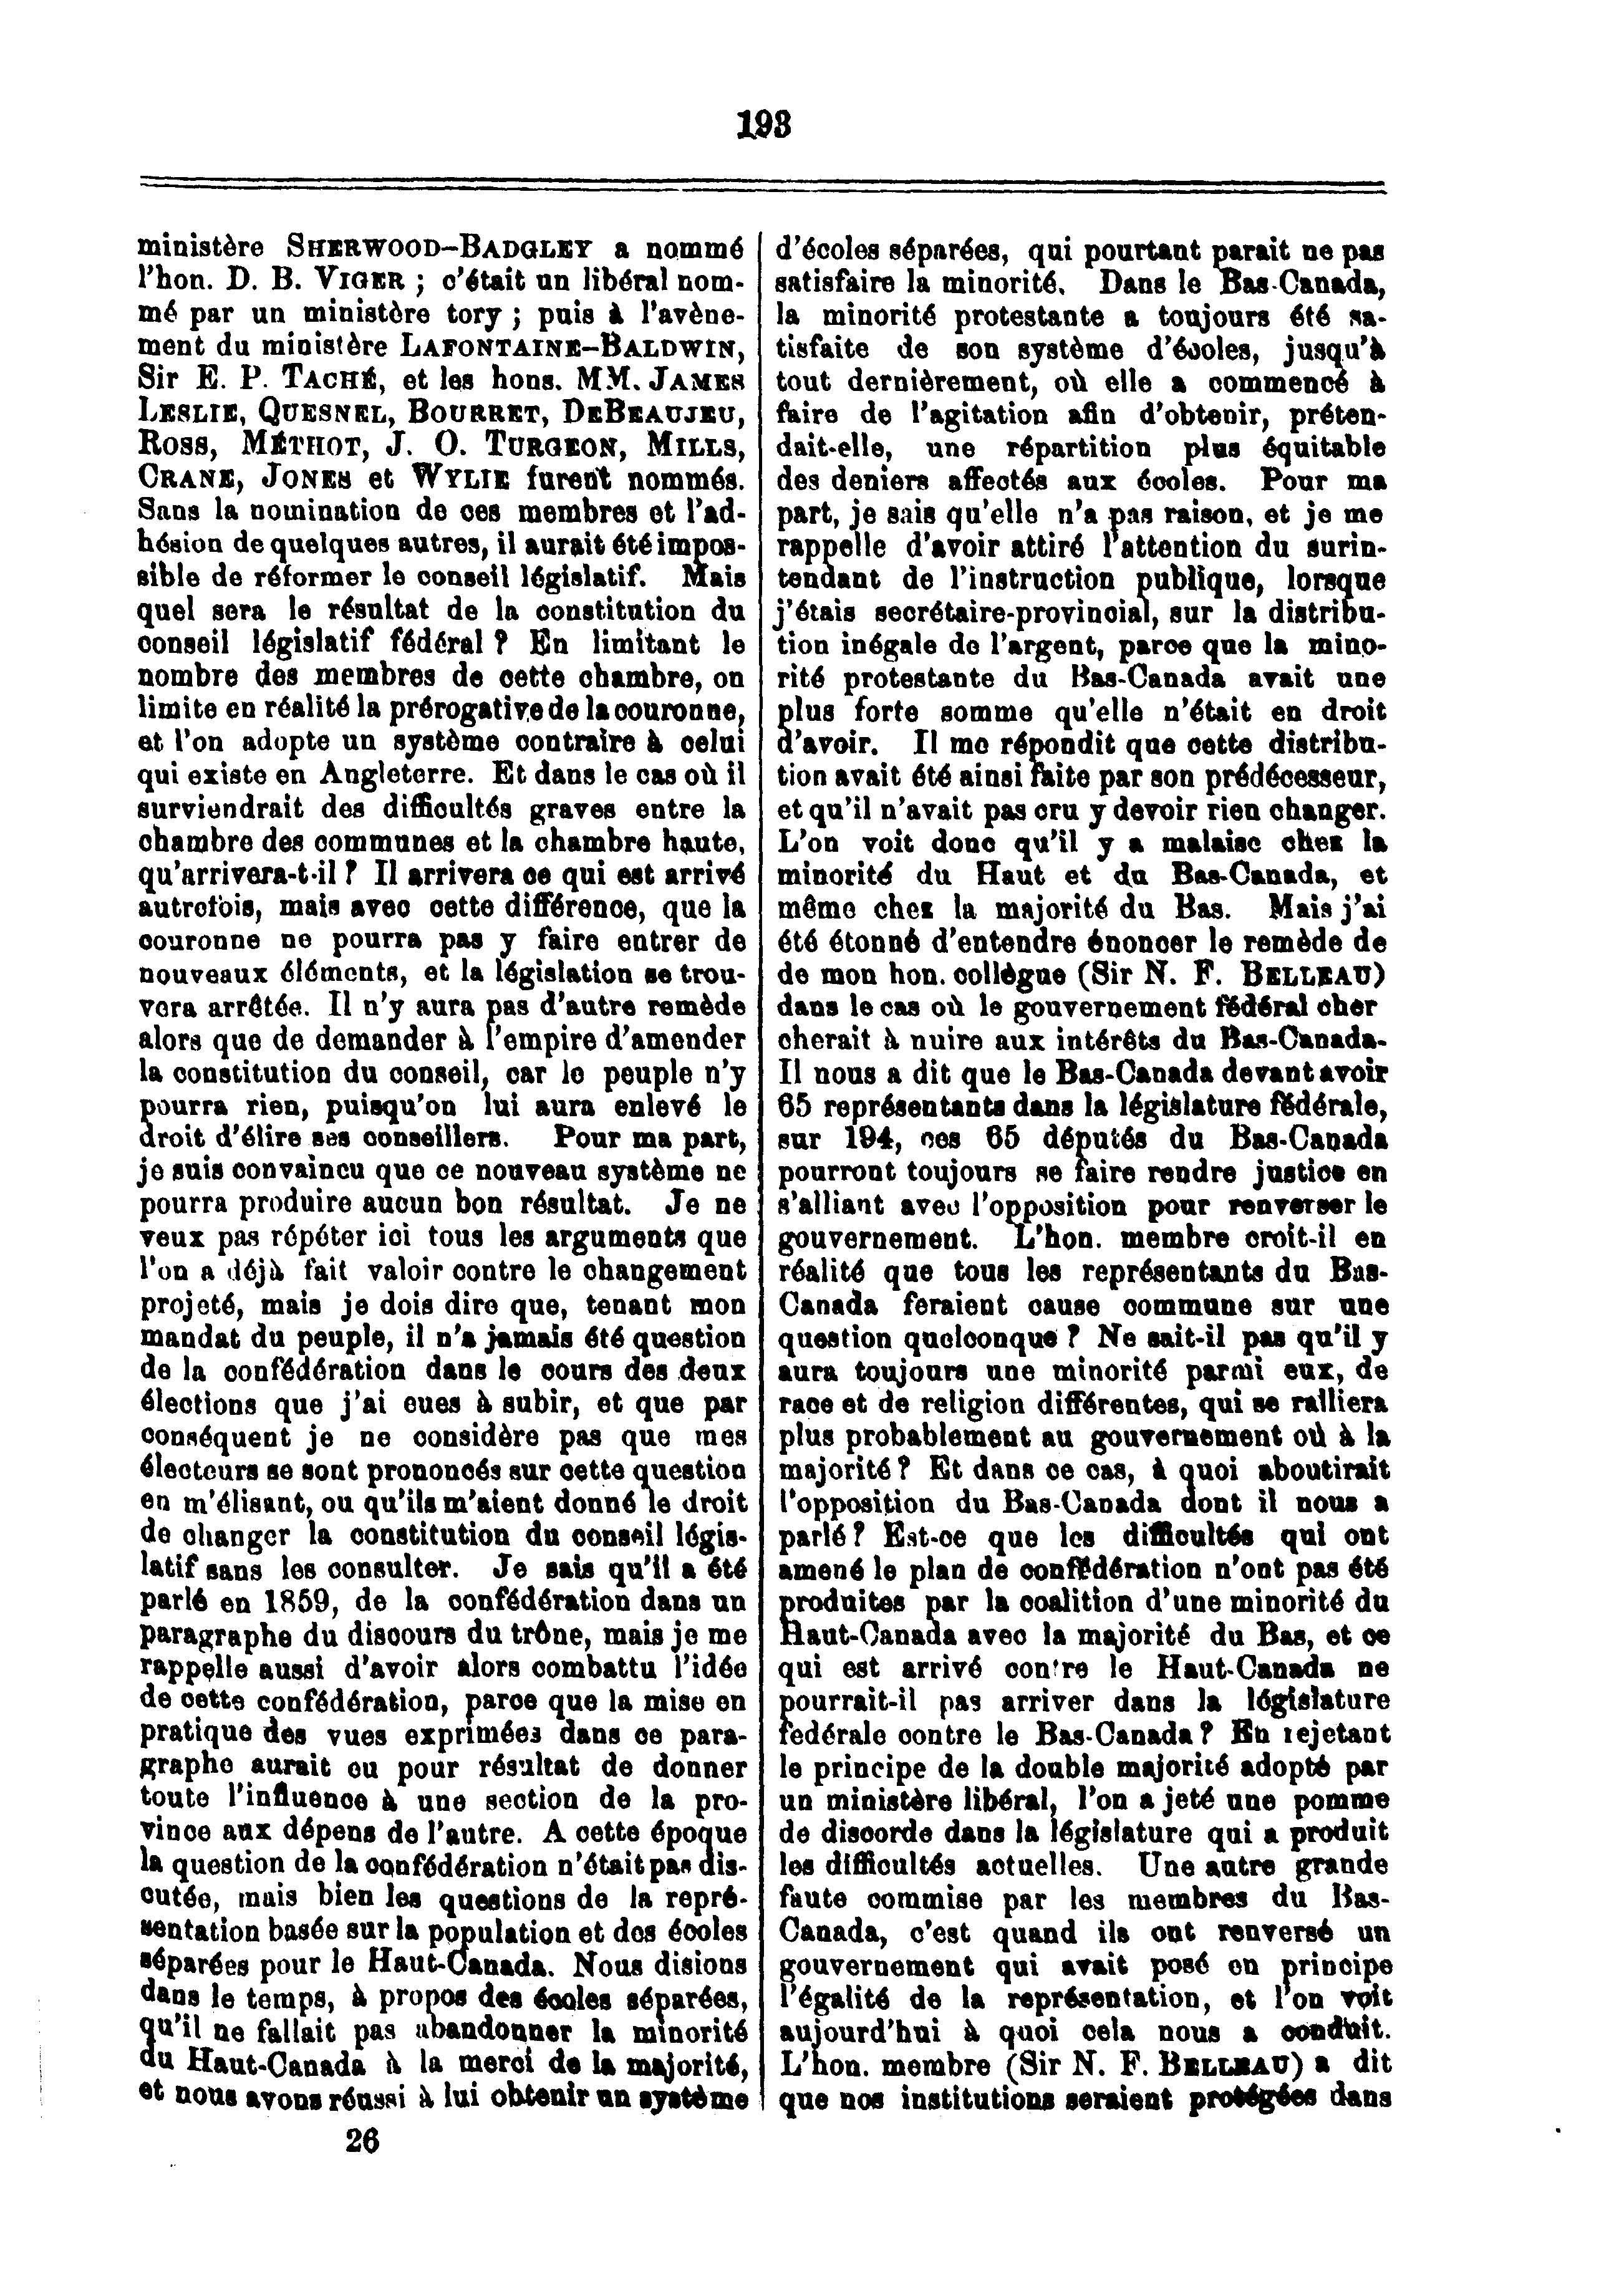 193
ministère SHERWOOD–BADGLEY a nommé
l'hon. D. B. VIGER ; c'était un libéral nom-
mé par un ministère tory ; puis à l'avène-
ment du ministère LAFONTAINE–BALDWIN,
Sir E. P. TACHÉ, et les hons. MM. JAMES
LESLIE, QUESNEL, BOURRET, DEBEAUJEU,
ROSS, MÉTHOT, J. O. TURGEON, MILLS,
CRANE, JONES et WYLIE furent nommés.
Sans la nomination de ces membres et l'ad-
hésion de quelques autres, il aurait été impos-
sible de réformer le conseil législatif. Mais
quel sera le résultat de la constitution du
conseil législatif fédéral ? En limitant le
nombre des membres de cette chambre, on
limite en réalité la prérogative de la couronne,
et l'on adopte un système contraire à celui
qui existe en Angleterre. Et dans le cas où il
surviendrait des difficultés graves entre la
chambre des communes et la chambre haute,
qu'arrivera-t-il ? Il arrivera ce qui est arrivé
autrefois, mais avec cette différence, que la
couronne ne pourra pas y faire entrer de
nouveaux éléments, et la législation se trou-
vera arrêtée. Il n'y aura pas d'autre remède
alors que de demander à l'empire d'amender
la constitution du conseil, car le peuple n'y
pourra rien, puisqu'on lui aura enlevé le
droit d'élire ses conseillers. Pour ma part,
je suis convaincu que ce nouveau système ne
pourra produire aucun bon résultat. Je ne
veux pas répéter ici tous les arguments que
l'on a déjà fait valoir contre le changement
projeté, mais je dois dire que, tenant mon
mandat du peuple, il n'a jamais été question
de la confédération dans le cours des deux
élections que j'ai eues à subir, et que par
conséquent je ne considère pas que mes
électeurs se sont prononcés sur cette question
en m'élisant, ou qu'ils m'aient donné le droit
de changer la constitution du conseil légis-
latif sans les consulter. Je sais qu'il a été
parlé en 1859, de la confédération dans un
paragraphe du discours du trône, mais je me
rappelle aussi d'avoir alors combattu l'idée
de cette confédération, parce que la mise en
pratique des vues exprimées dans ce para-
graphe aurait eu pour résultat de donner
toute l'influence à une section de la pro-
vince aux dépens de l'autre. A cette époque
la question de la confédération n'était pas dis-
cutée, mais bien les questions de la repré-
sentation basée sur la population et des écoles
séparées pour le Haut-Canada. Nous disions
dans le temps, à propos des écoles séparées,
qu'il ne fallait pas abandonner la minorité
du Haut-Canada à la merci de la majorité,
et nous avons réussi à lui obtenir un système
26
d'écoles séparées, qui pourtant parait ne pas
satisfaire la minorité. Dans le Bas-Canada,
la minorité protestante a toujours été sa-
tisfaite de son système d'écoles, jusqu'à
tout dernièrement, où elle a commencé à
faire de l'agitation afin d'obtenir, préten-
dait-elle, une répartition plus équitable
des deniers affectés aux écoles. Pour ma
part, je sais qu'elle n'a pas raison, et je me
rappelle d'avoir attiré l'attention du surin-
tendant de l'instruction publique, lorsque
j'étais secrétaire-provincial, sur la distribu-
tion inégale de l'argent, parce que la mino-
rité protestante du Bas-Canada avait une
plus forte somme qu'elle n'était en droit
d'avoir. Il me répondit que cette distribu-
tion avait été ainsi faite par son prédécesseur,
et qu'il n'avait pas cru y devoir rien changer.
L'on voit donc qu'il y a malaise chez la
minorité du Haut et du Bas-Canada, et
même chez la majorité du Bas. Mais j'ai
été étonné d'entendre énoncer le remède de
de mon hon. collègue (Sir N. F. BELLEAU)
dans le cas où le gouvernement fédéral cher
cherait à nuire aux intérêts du Bas-Canada-
Il nous a dit que le Bas-Canada devant avoir
65 représentants dans la législature fédérale,
sur 194, ces 65 députés du Bas-Canada
pourront toujours se faire rendre justice en
s'alliant avec l'opposition pour renverser le
gouvernement. L'hon. membre croit-il en
réalité que tous les représentants du Bas-
Canada feraient cause commune sur une
question quelconque ? Ne sait-il pas qu'il y
aura toujours une minorité parmi eux, de
race et de religion différentes, qui se ralliera
plus probablement au gouvernement où à la
majorité ? Et dans ce cas, à quoi aboutirait
l'opposition du Bas-Canada dont il nous a
parlé ? Est-ce que les difficultés qui ont
amené le plan de confédération n'ont pas été
produites par la coalition d'une minorité du
Haut-Canada avec la majorité du Bas, et ce
qui est arrivé contre le Haut-Canada ne
pourrait-il pas arriver dans la législature
fedérale contre le Bas-Canada ? En rejetant
le principe de la double majorité adopté par
un ministère libéral, l'on a jeté une pomme
de discorde dans la législature qui a produit
les difficultés actuelles. Une autre grande
faute commise par les membres du Bas-
Canada, c'est quand ils ont renversé un
gouvernement qui avait posé en principe
l'égalité de la représentation, et l'on voit
aujourd'hui à quoi cela nous a conduit.
L'hon. membre (Sir N. F. BELLEAU) a dit
que nos institutions seraient protégées dans